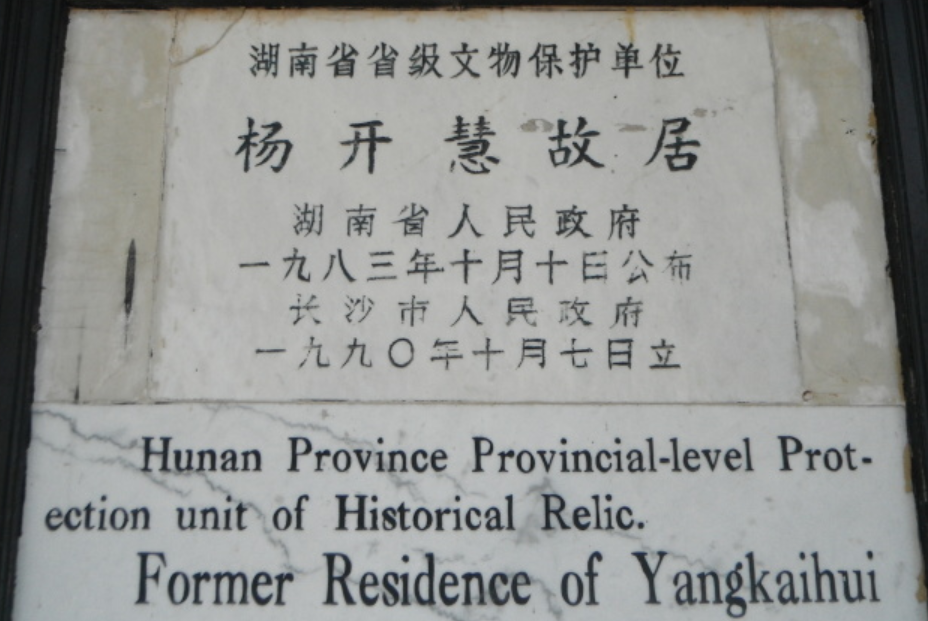 湖南省省级文物保护单位
杨开慧故居
湖南省人民政府
一九八三年十月十日公布
长沙市人民政府
一九九〇年十月七日立
Hunan Province Provincial-level Prot-
ection unit of Historical Relic.
Former Residence of Yangkaihui